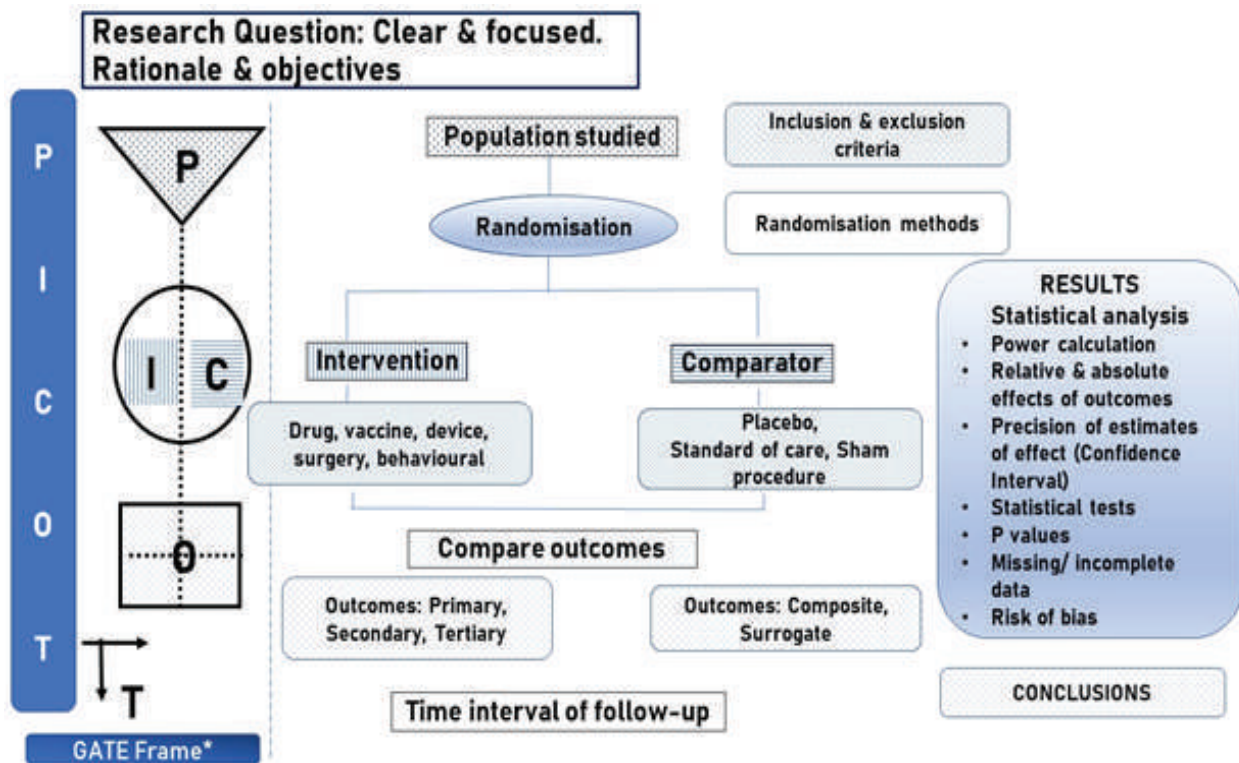 Research Question: Clear & focused.
Rationale & objectives
P
I
C
O
T
P
I C
O
T
GATE Frame*
Population studied
Inclusion & exclusion
criteria
Randomisation
Randomisation methods
Intervention
Comparator
Drug, vaccine, device,
surgery, behavioural
Placebo,
Standard of care, Sham
procedure
Compare outcomes
Outcomes: Primary,
Secondary, Tertiary
Outcomes: Composite,
Surrogate
Time interval of follow-up
RESULTS
Statistical analysis
• Power calculation
• Relative & absolute
effects of outcomes
• Precision of estimates
of effect (Confidence
Interval)
• Statistical tests
• P values
• Missing/ incomplete
data
• Risk of bias
CONCLUSIONS